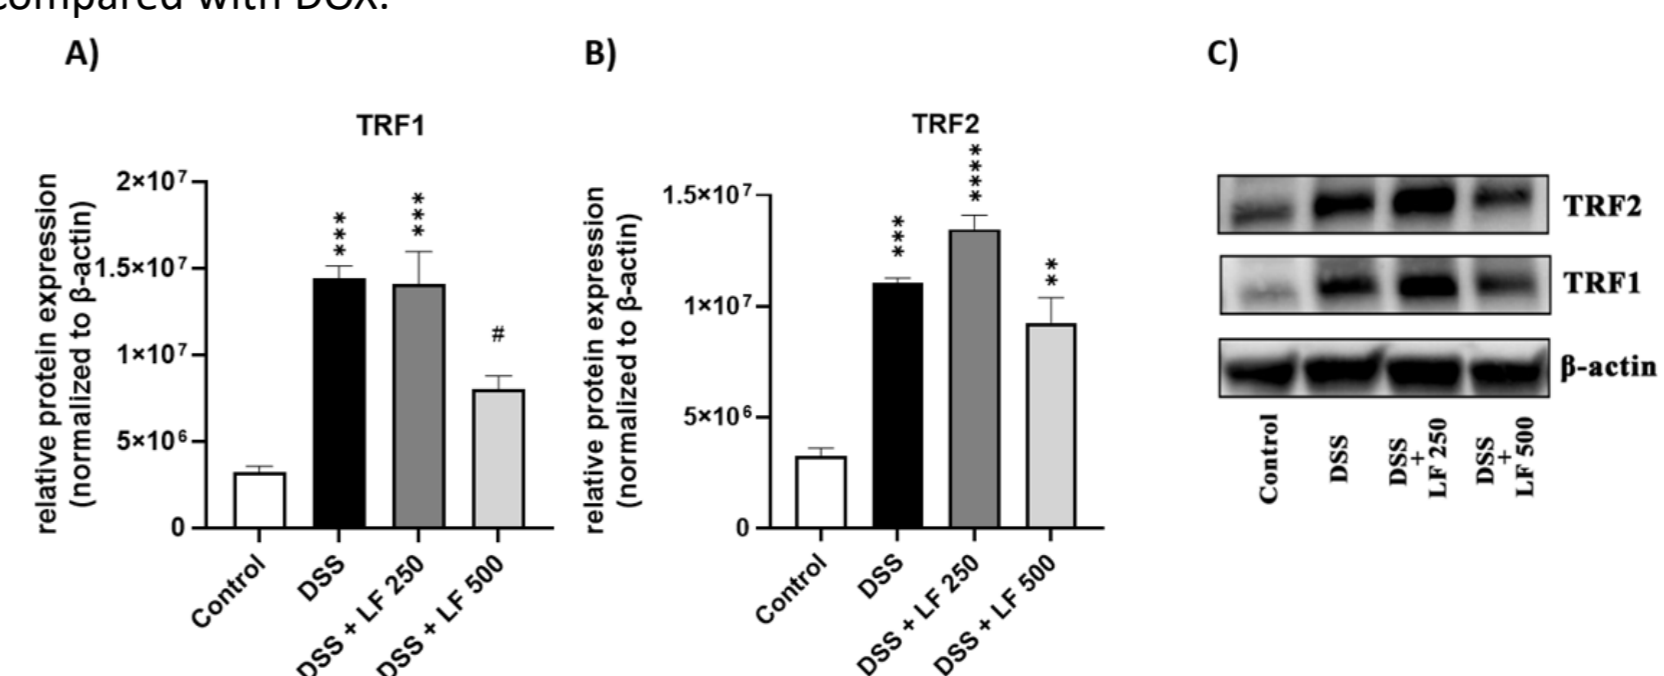 compared with DOX.
A)
B)
C)
TRF1
relative protein expression
(normalized to β-actin)
2×10⁷
1.5×10⁷
1×10⁷
5×10⁶
0
***
***
#
Control
DSS
DSS + LF 250
DSS + LF 500
TRF2
relative protein expression
(normalized to β-actin)
1.5×10⁷
1×10⁷
5×10⁶
0
***
****
**
Control
DSS
DSS + LF 250
DSS + LF 500
TRF2
TRF1
β-actin
Control
DSS
DSS
+
LF 250
DSS
+
LF 500